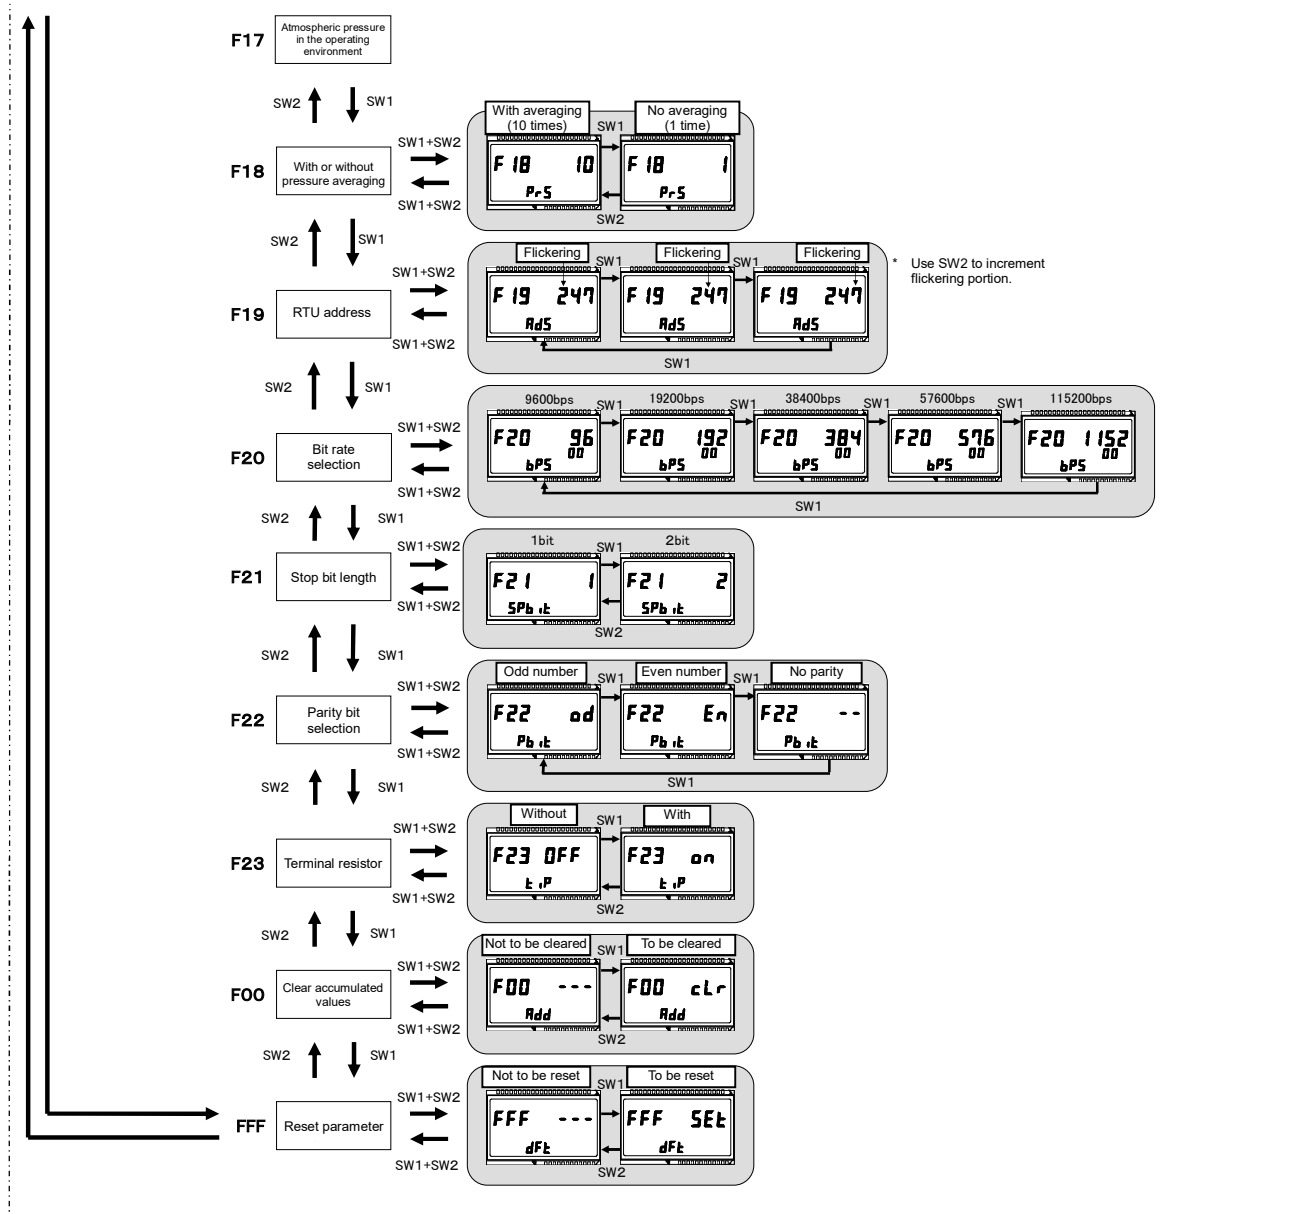 F17
Atmospheric pressure
in the operating
environment
SW2
SW1
With averaging
(10 times)
SW1
No averaging
(1 time)
F18
With or without
pressure averaging
SW1+SW2
SW1+SW2
F 18 10
PrS
F 18 1
PrS
SW2
SW2
SW1
Flickering
SW1
Flickering
SW1
Flickering
F19
RTU address
SW1+SW2
SW1+SW2
F 19 247
AdS
F 19 247
AdS
F 19 247
AdS
SW1
* Use SW2 to increment
flickering portion.
SW2
SW1
9600bps
SW1
19200bps
SW1
38400bps
SW1
57600bps
SW1
115200bps
F20
Bit rate
selection
SW1+SW2
SW1+SW2
F20 96
00
bPS
F20 192
00
bPS
F20 384
00
bPS
F20 576
00
bPS
F20 1152
00
bPS
SW1
SW2
SW1
1bit
SW1
2bit
F21
Stop bit length
SW1+SW2
SW1+SW2
F21 1
SPbit
F21 2
SPbit
SW2
SW2
SW1
Odd number
SW1
Even number
SW1
No parity
F22
Parity bit
selection
SW1+SW2
SW1+SW2
F22 od
Pbit
F22 En
Pbit
F22 --
Pbit
SW1
SW2
SW1
Without
SW1
With
F23
Terminal resistor
SW1+SW2
SW1+SW2
F23 OFF
tiP
F23 on
tiP
SW2
SW2
SW1
Not to be cleared
SW1
To be cleared
F00
Clear accumulated
values
SW1+SW2
SW1+SW2
F00 ---
Add
F00 cLr
Add
SW2
SW2
SW1
Not to be reset
SW1
To be reset
FFF
Reset parameter
SW1+SW2
SW1+SW2
FFF ---
dFt
FFF SEt
dFt
SW2